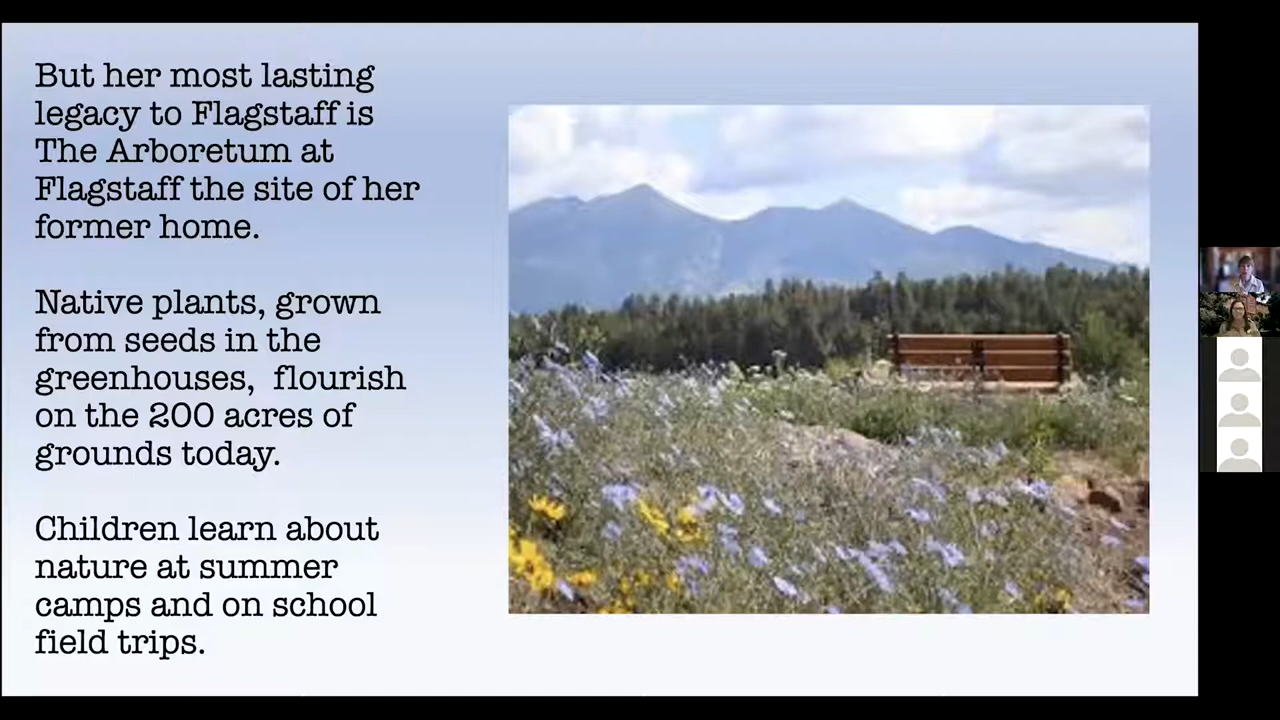 But her most lasting
legacy to Flagstaff is
The Arboretum at
Flagstaff the site of her
former home.
Native plants, grown
from seeds in the
greenhouses,  flourish
on the 200 acres of
grounds today.
Children learn about
nature at summer
camps and on school
field trips.